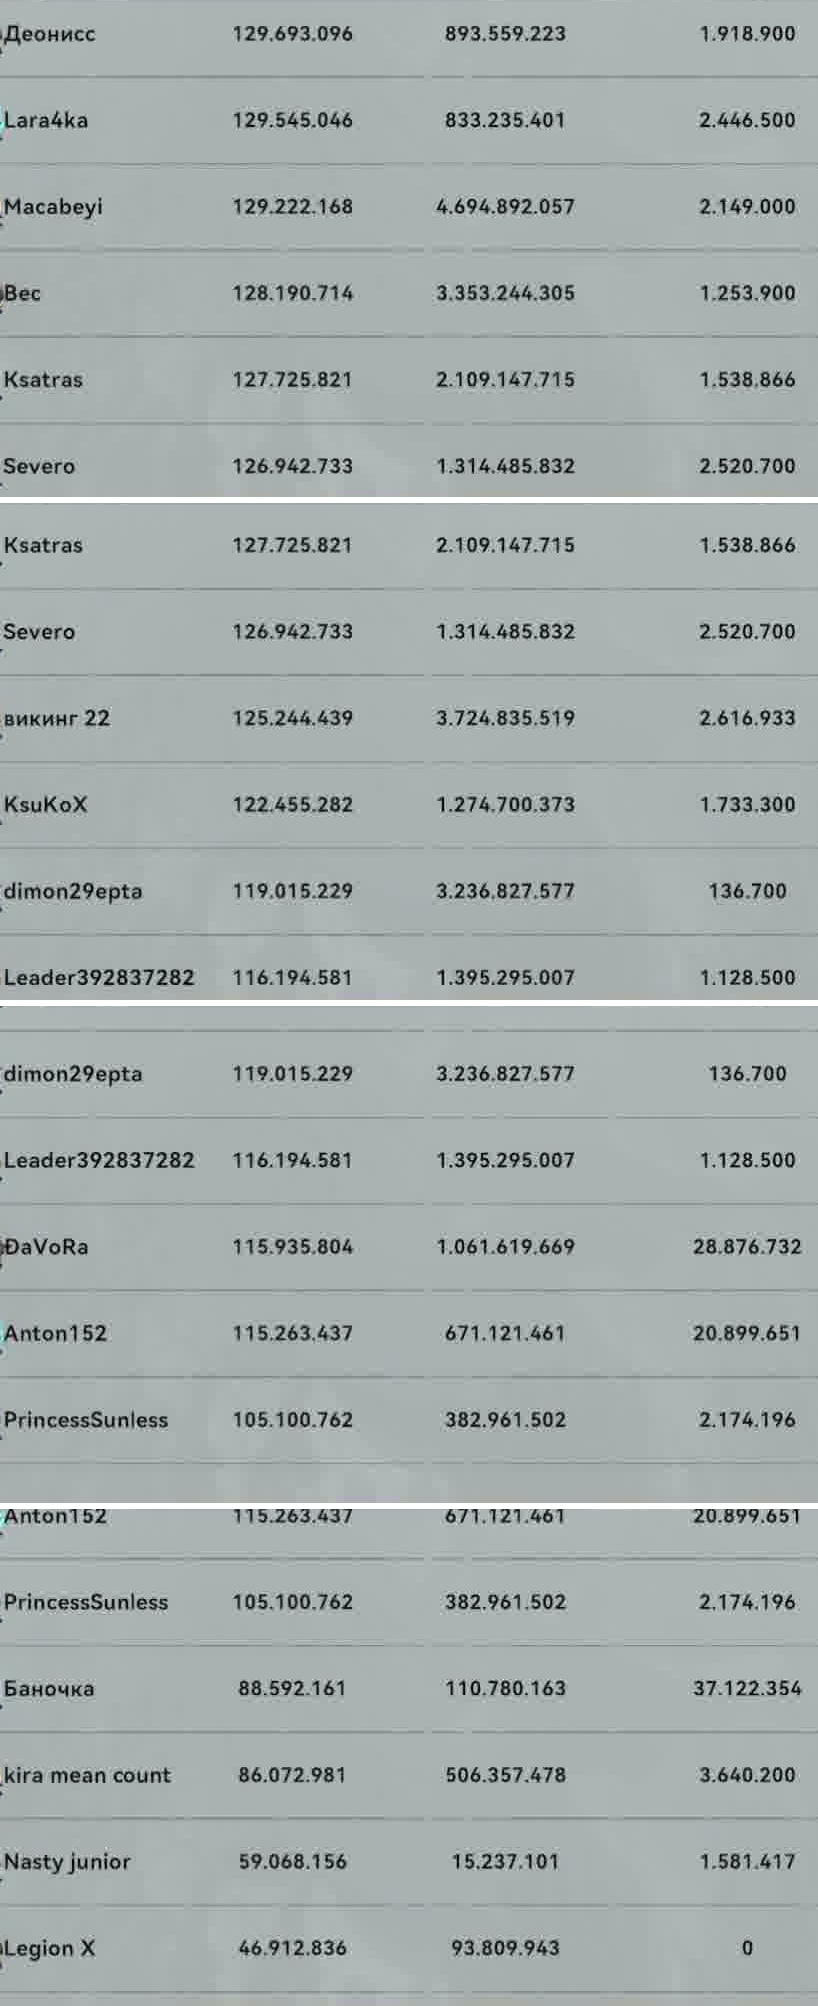 Деонисс 129.693.096 893.559.223 1.918.900
Lara4ka 129.545.046 833.235.401 2.446.500
Macabeyi 129.222.168 4.694.892.057 2.149.000
Вес 128.190.714 3.353.244.305 1.253.900
Ksatras 127.725.821 2.109.147.715 1.538.866
Severo 126.942.733 1.314.485.832 2.520.700
Ksatras 127.725.821 2.109.147.715 1.538.866
Severo 126.942.733 1.314.485.832 2.520.700
викинг 22 125.244.439 3.724.835.519 2.616.933
KsuKoX 122.455.282 1.274.700.373 1.733.300
dimon29epta 119.015.229 3.236.827.577 136.700
Leader392837282 116.194.581 1.395.295.007 1.128.500
dimon29epta 119.015.229 3.236.827.577 136.700
Leader392837282 116.194.581 1.395.295.007 1.128.500
ĐaVoRa 115.935.804 1.061.619.669 28.876.732
Anton152 115.263.437 671.121.461 20.899.651
PrincessSunless 105.100.762 382.961.502 2.174.196
Anton152 115.263.437 671.121.461 20.899.651
PrincessSunless 105.100.762 382.961.502 2.174.196
Баночка 88.592.161 110.780.163 37.122.354
kira mean count 86.072.981 506.357.478 3.640.200
Nasty junior 59.068.156 15.237.101 1.581.417
Legion X 46.912.836 93.809.943 0